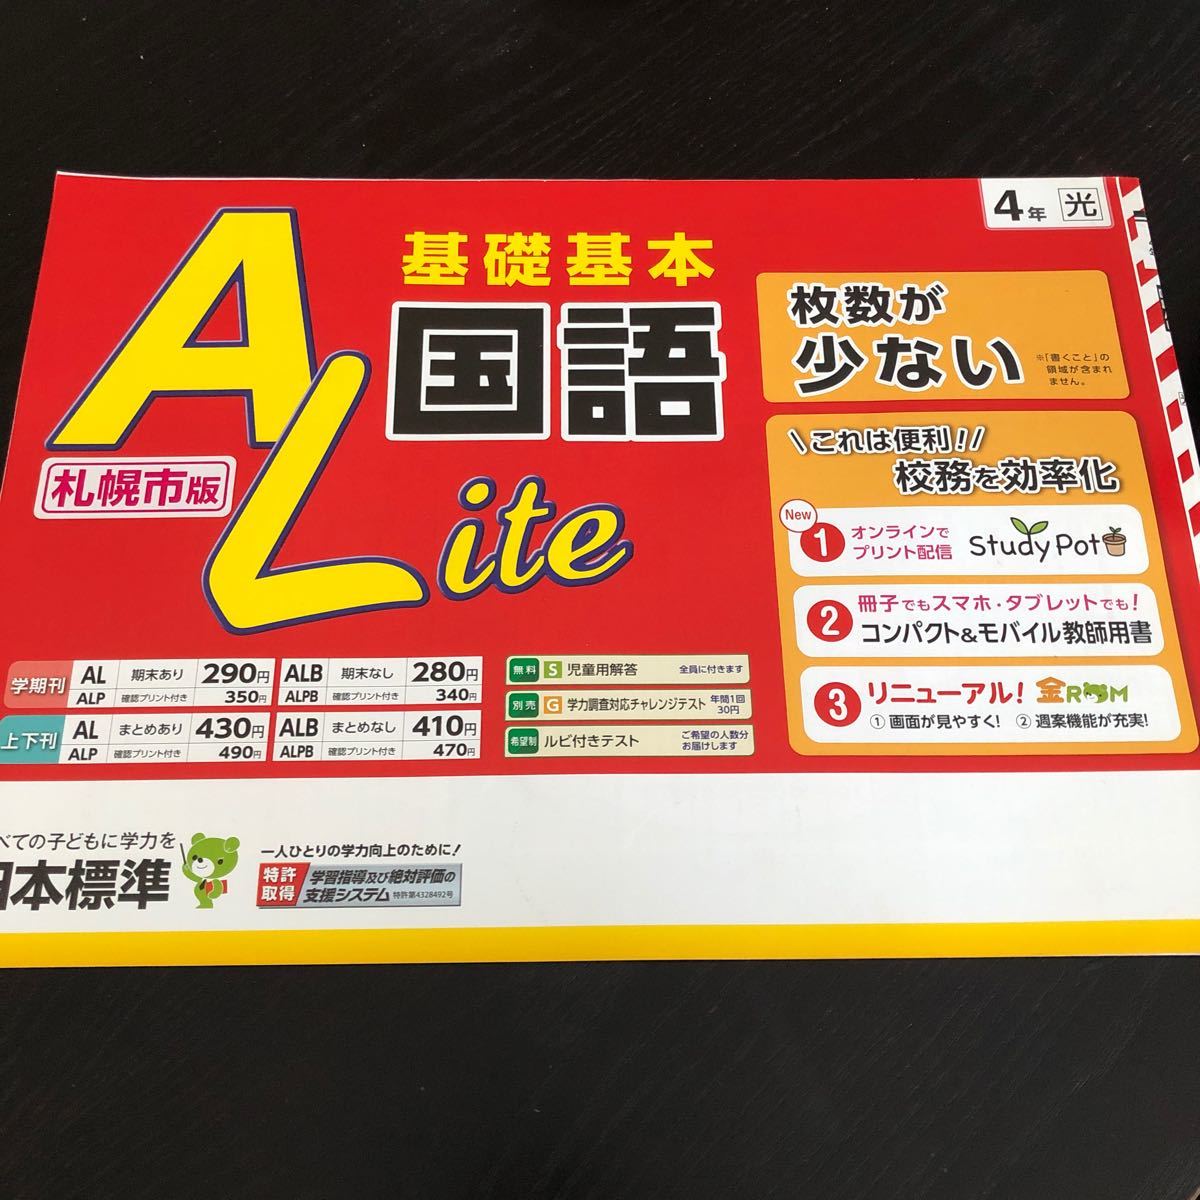 4年 光
基礎基本
国語
A Lite
札幌市版
枚数が
少ない
※「書くこと」の
領域が含まれ
ません。
\これは便利!/
校務を効率化
New
1 オンラインで
プリント配信 Study Pot
2 冊子でもスマホ・タブレットでも!
コンパクト&モバイル教師用書
3 リニューアル! 金ROOM
① 画面が見やすく! ② 週案機能が充実!
学期刊
AL 期末あり 290円
ALP 確認プリント付き 350円
ALB 期末なし 280円
ALPB 確認プリント付き 340円
上下刊
AL まとめあり 430円
ALP 確認プリント付き 490円
ALB まとめなし 410円
ALPB 確認プリント付き 470円
無料 S 児童用解答 全員に付きます
別売 G 学力調査対応チャレンジテスト 年間1回
30円
希望制 ルビ付きテスト ご希望の人数分
お届けします
べての子どもに学力を
日本標準
一人ひとりの学力向上のために!
特許
取得
学習指導及び絶対評価の
支援システム 特許第4328492号